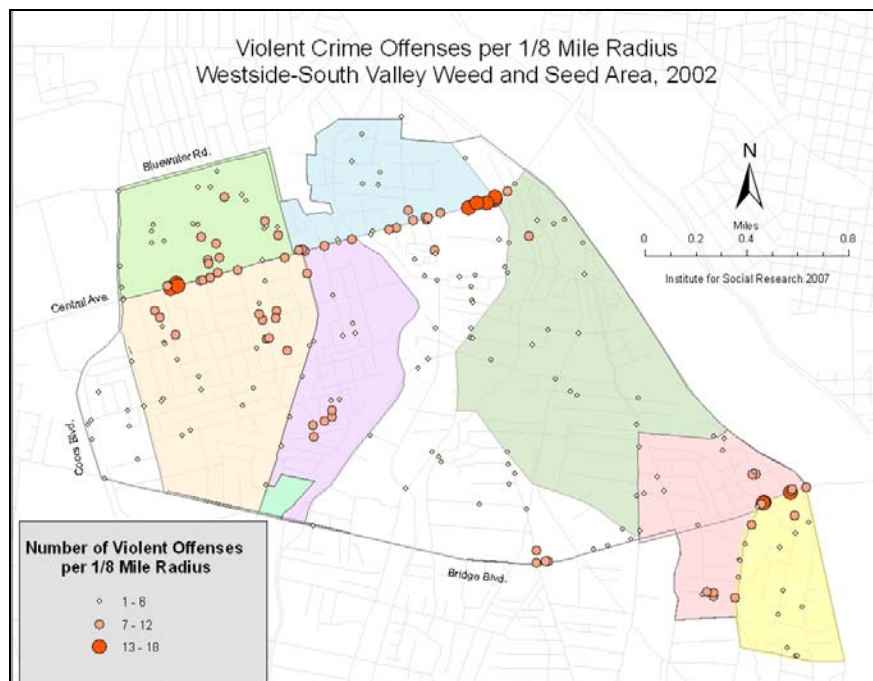 Violent Crime Offenses per 1/8 Mile Radius
Westside-South Valley Weed and Seed Area, 2002
Bluewater Rd.
N
Miles
0 0.2 0.4 0.8
Institute for Social Research 2007
Central Ave.
Coors Blvd.
Bridge Blvd.
Number of Violent Offenses
per 1/8 Mile Radius
1 - 6
7 - 12
13 - 18